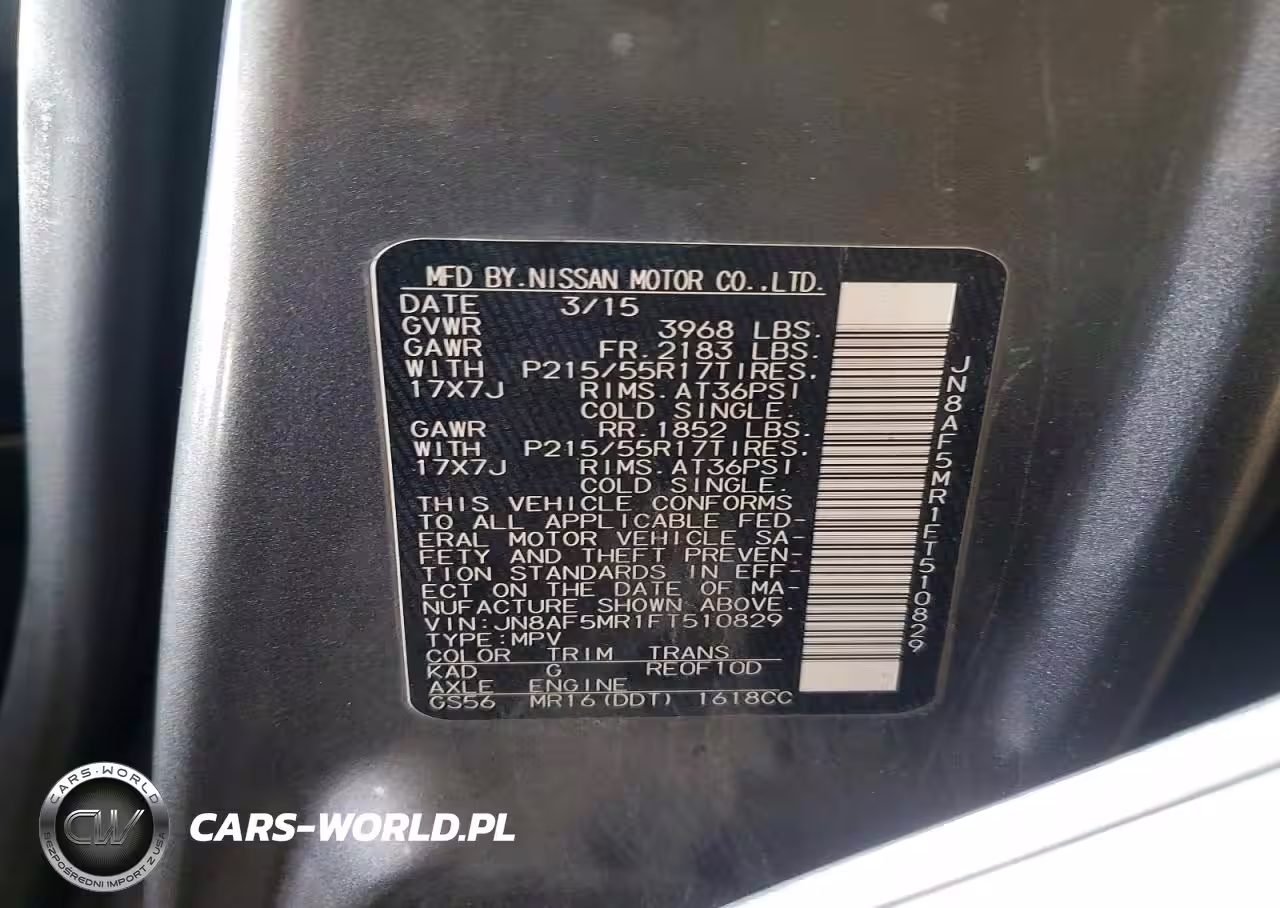 MFD BY.NISSAN MOTOR CO.,LTD.
DATE 3/15
GVWR 3968 LBS.
GAWR FR.2183 LBS.
WITH P215/55R17TIRES.
17X7J RIMS.AT36PSI
COLD SINGLE.
GAWR RR.1852 LBS.
WITH P215/55R17TIRES.
17X7J RIMS.AT36PSI
COLD SINGLE.
THIS VEHICLE CONFORMS
TO ALL APPLICABLE FED-
ERAL MOTOR VEHICLE SA-
FETY AND THEFT PREVEN-
TION STANDARDS IN EFF-
ECT ON THE DATE OF MA-
NUFACTURE SHOWN ABOVE.
VIN:JN8AF5MR1FT510829
TYPE:MPV
COLOR TRIM TRANS
KAD G RE0F10D
AXLE ENGINE
GS56 MR16(DDT) 1618CC
JN8AF5MR1FT510829
CARS-WORLD
CW
BEZPOŚREDNI IMPORT Z USA
CARS-WORLD.PL